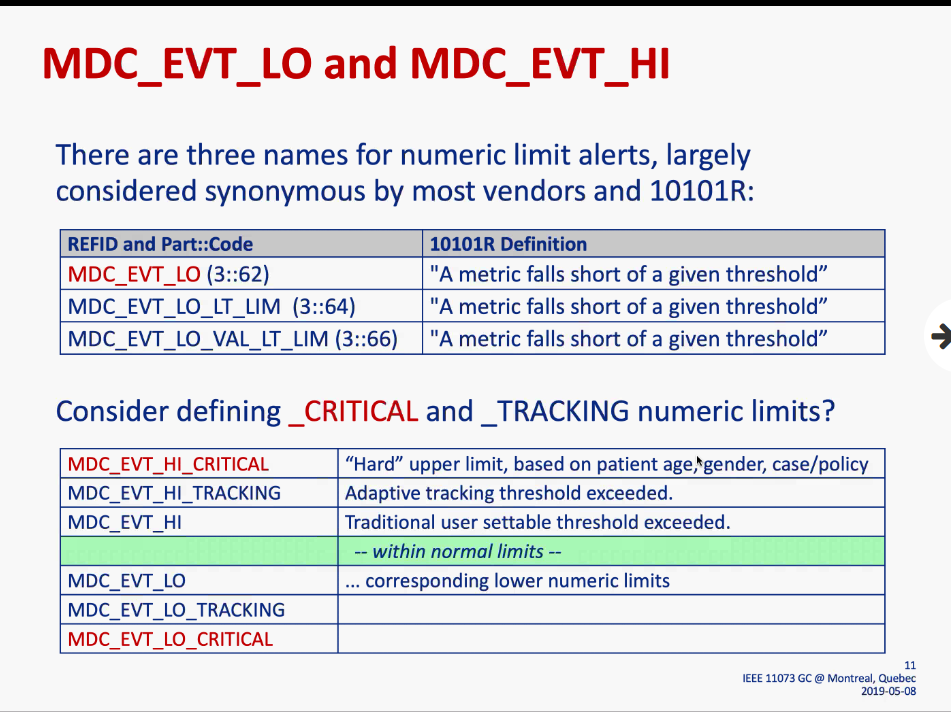 MDC_EVT_LO and MDC_EVT_HI
There are three names for numeric limit alerts, largely
considered synonymous by most vendors and 10101R:
REFID and Part::Code 10101R Definition
MDC_EVT_LO (3::62) "A metric falls short of a given threshold”
MDC_EVT_LO_LT_LIM (3::64) "A metric falls short of a given threshold”
MDC_EVT_LO_VAL_LT_LIM (3::66) "A metric falls short of a given threshold”
Consider defining _CRITICAL and _TRACKING numeric limits?
MDC_EVT_HI_CRITICAL “Hard” upper limit, based on patient age, gender, case/policy
MDC_EVT_HI_TRACKING Adaptive tracking threshold exceeded.
MDC_EVT_HI Traditional user settable threshold exceeded.
-- within normal limits --
MDC_EVT_LO ... corresponding lower numeric limits
MDC_EVT_LO_TRACKING
MDC_EVT_LO_CRITICAL
11
IEEE 11073 GC @ Montreal, Quebec
2019-05-08